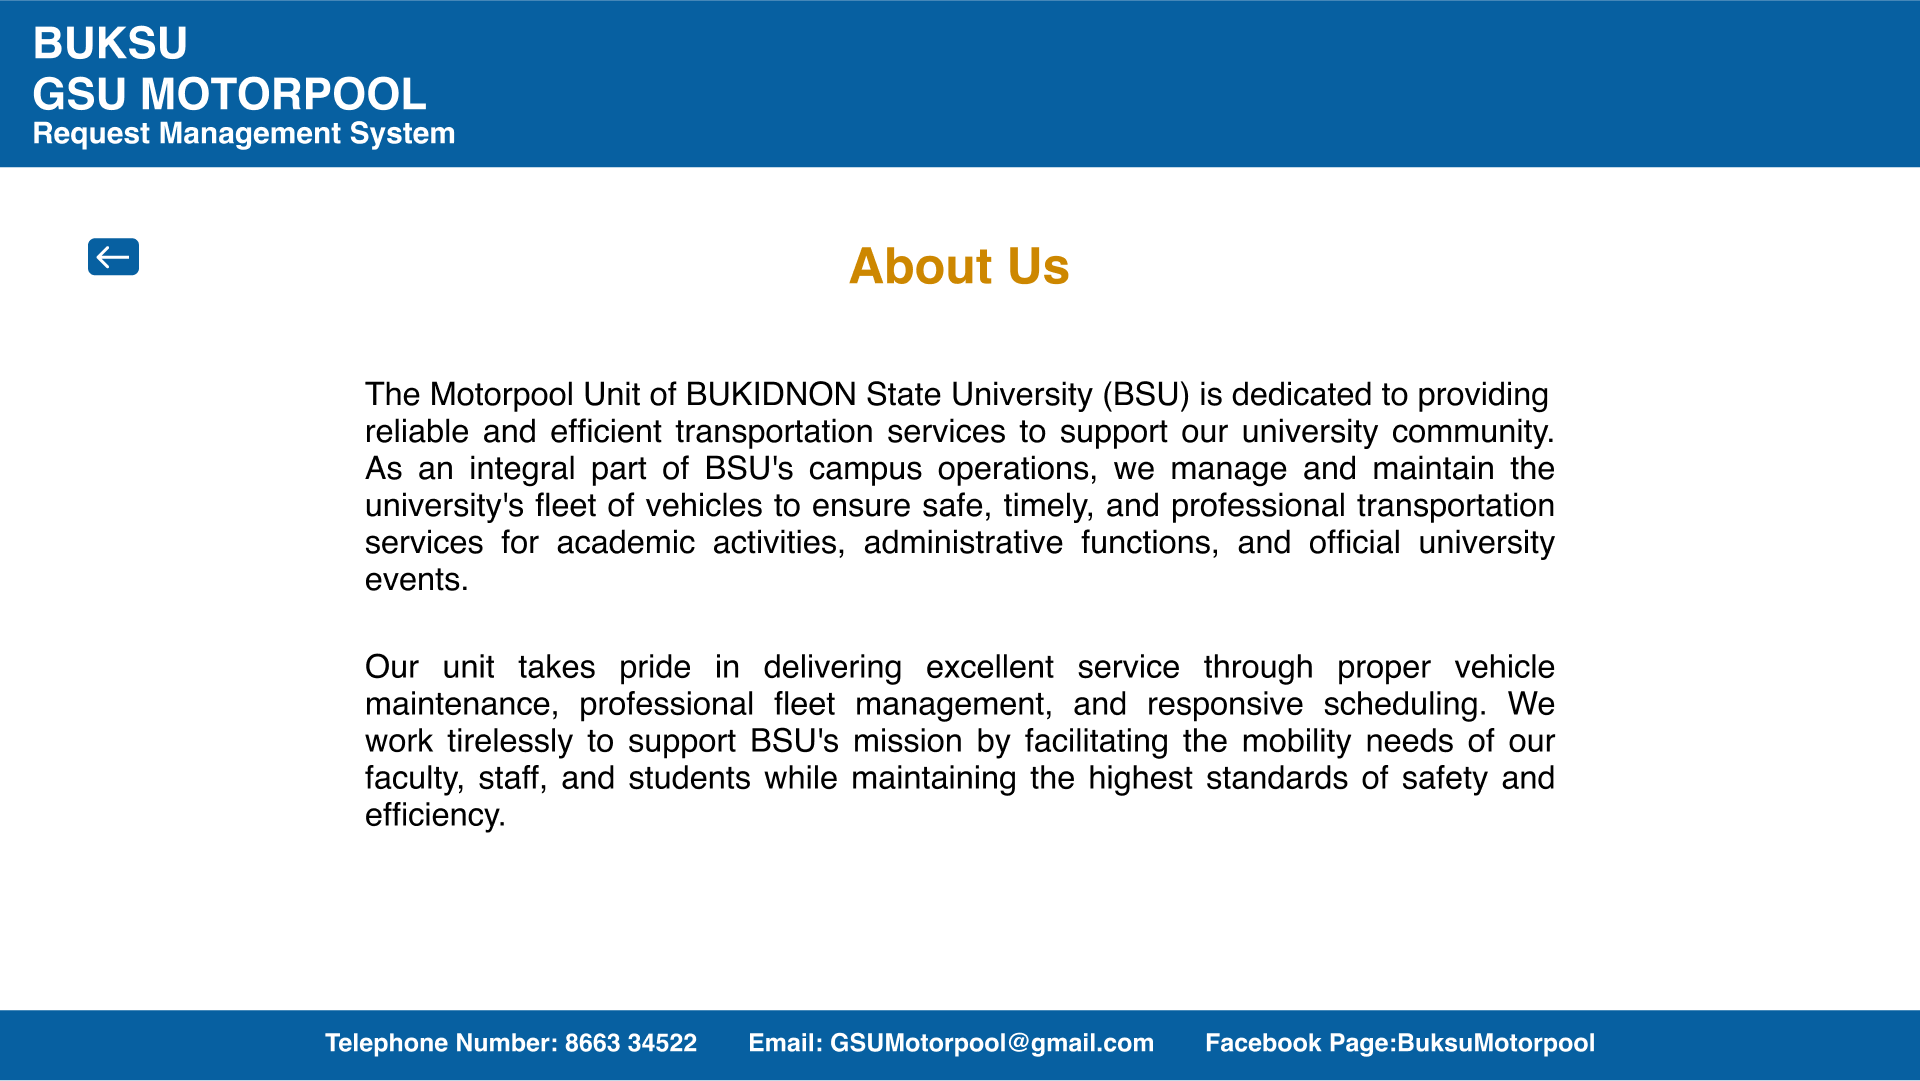 BUKSU
GSU MOTORPOOL
Request Management System
About Us
The Motorpool Unit of BUKIDNON State University (BSU) is dedicated to providing
reliable and efficient transportation services to support our university community.
As an integral part of BSU's campus operations, we manage and maintain the
university's fleet of vehicles to ensure safe, timely, and professional transportation
services for academic activities, administrative functions, and official university
events.
Our unit takes pride in delivering excellent service through proper vehicle
maintenance, professional fleet management, and responsive scheduling. We
work tirelessly to support BSU's mission by facilitating the mobility needs of our
faculty, staff, and students while maintaining the highest standards of safety and
efficiency.
Telephone Number: 8663 34522 Email: GSUMotorpool@gmail.com Facebook Page:BuksuMotorpool